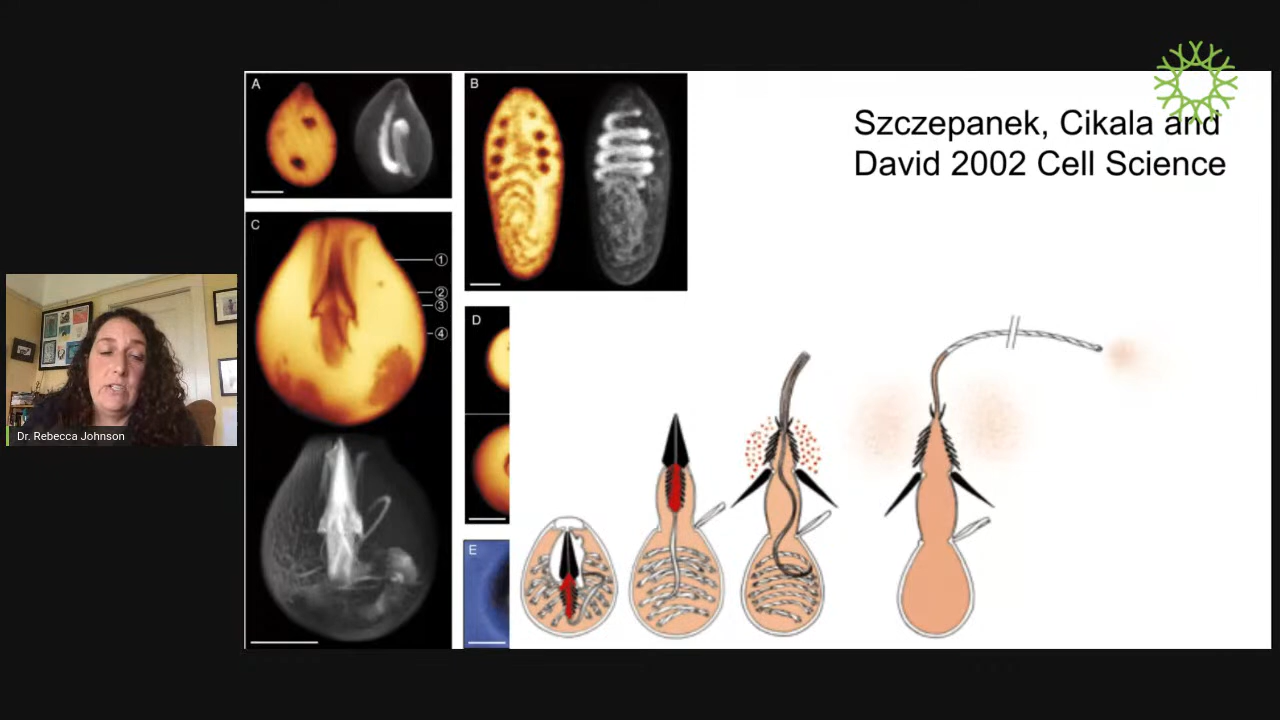 A
B
Szczepanek, Cikala and
David 2002 Cell Science
C
①
②
③
④
D
E
Dr. Rebecca Johnson